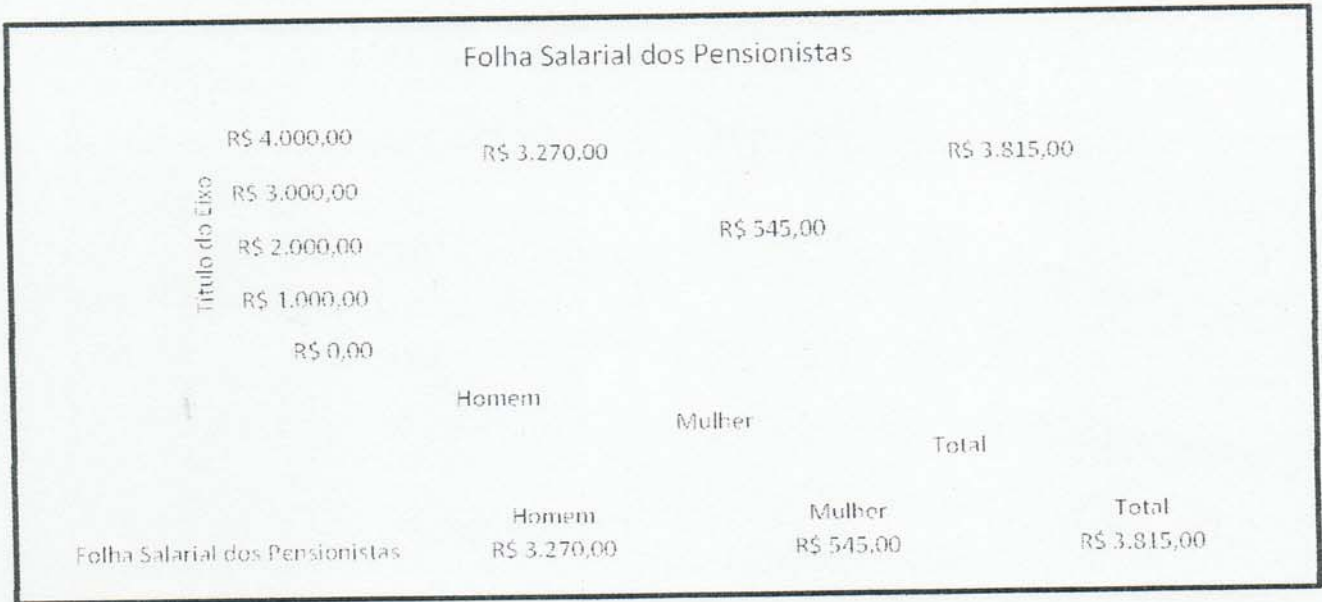 Folha Salarial dos Pensionistas
R$ 4.000,00
R$ 3.270,00
R$ 3.815,00
R$ 3.000,00
R$ 545,00
R$ 2.000,00
R$ 1.000,00
R$ 0,00
Título do Eixo
Homem
Mulher
Total
Homem Mulher Total
Folha Salarial dos Pensionistas R$ 3.270,00 R$ 545,00 R$ 3.815,00